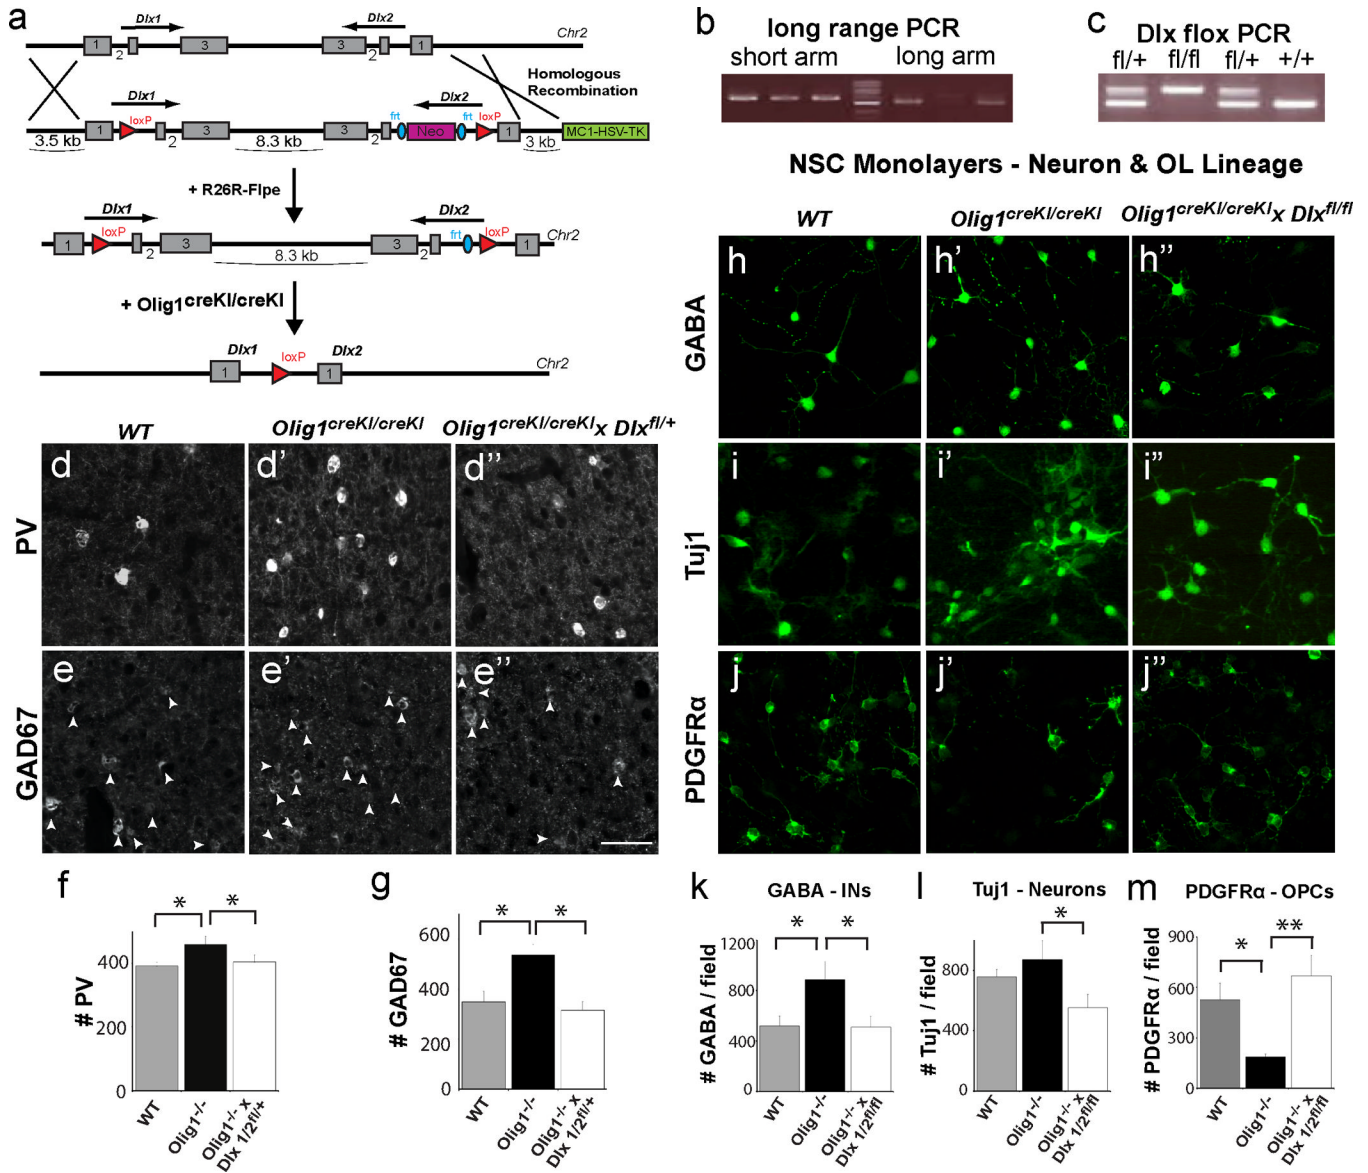 a
Dlx1
Dlx2
Chr2
1
2
3
3
1
Homologous
Recombination
Dlx1
Dlx2
loxP
frt
frt
loxP
1
2
3
3
2
Neo
1
MC1-HSV-TK
3.5 kb
8.3 kb
3 kb
+ R26R-Flpe
Dlx1
Dlx2
loxP
frt
loxP
1
2
3
3
2
1
Chr2
8.3 kb
+ Olig1creKI/creKI
Dlx1
loxP
Dlx2
Chr2
1
1
b
long range PCR
short arm
long arm
c
Dlx flox PCR
fl/+ fl/fl fl/+ +/+
WT
Olig1creKI/creKI
Olig1creKI/creKI x Dlxfl/+
PV
d
d'
d''
GAD67
e
e'
e''
NSC Monolayers - Neuron & OL Lineage
WT
Olig1creKI/creKI
Olig1creKI/creKI x Dlxfl/fl
GABA
h
h'
h''
Tuj1
i
i'
i''
PDGFRα
j
j'
j''
f
# PV
400
200
0
*
*
WT
Olig1-/-
Olig1-/- x
Dlx 1/2fl/+
g
# GAD67
600
400
200
0
*
*
WT
Olig1-/-
Olig1-/- x
Dlx 1/2fl/+
k
GABA - INs
# GABA / field
1200
800
400
0
*
*
WT
Olig1-/-
Olig1-/- x
Dlx 1/2fl/fl
l
Tuj1 - Neurons
# Tuj1 / field
800
400
0
*
WT
Olig1-/-
Olig1-/- x
Dlx 1/2fl/fl
m
PDGFRα - OPCs
# PDGFRα / field
900
600
300
0
*
**
WT
Olig1-/-
Olig1-/- x
Dlx 1/2fl/fl